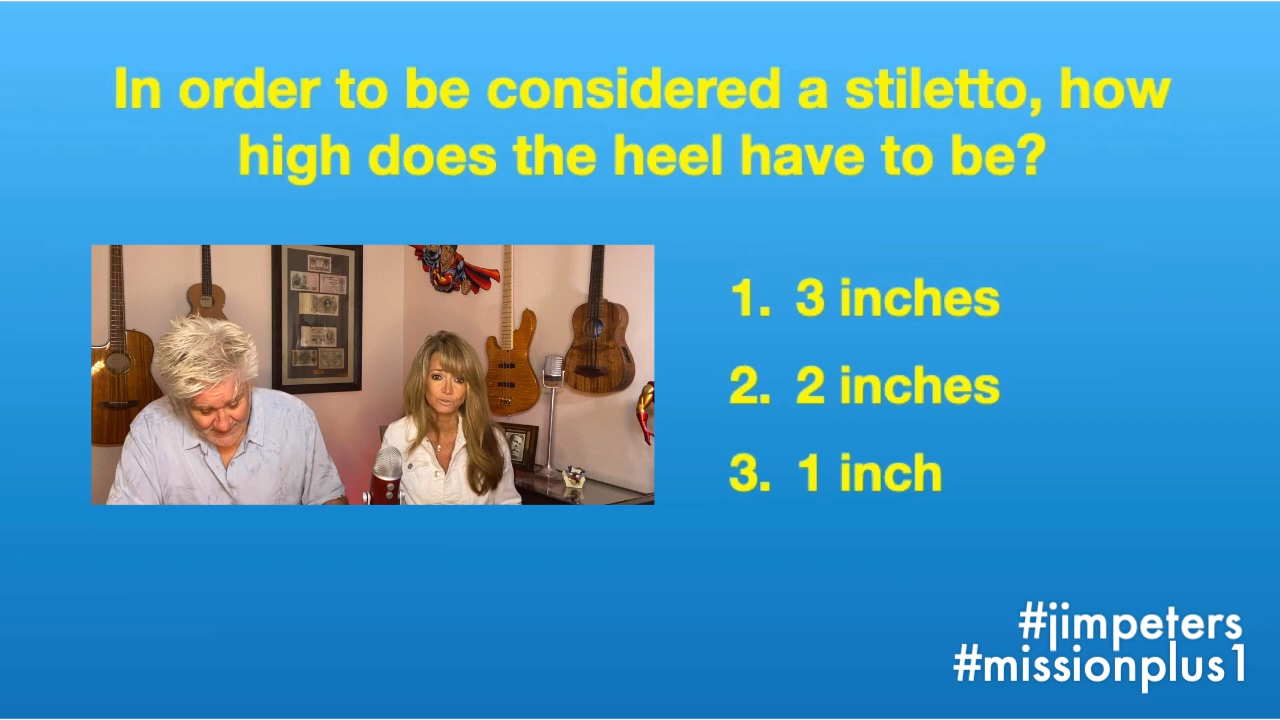 In order to be considered a stiletto, how
high does the heel have to be?
1. 3 inches
2. 2 inches
3. 1 inch
#jimpeters
#missionplus1